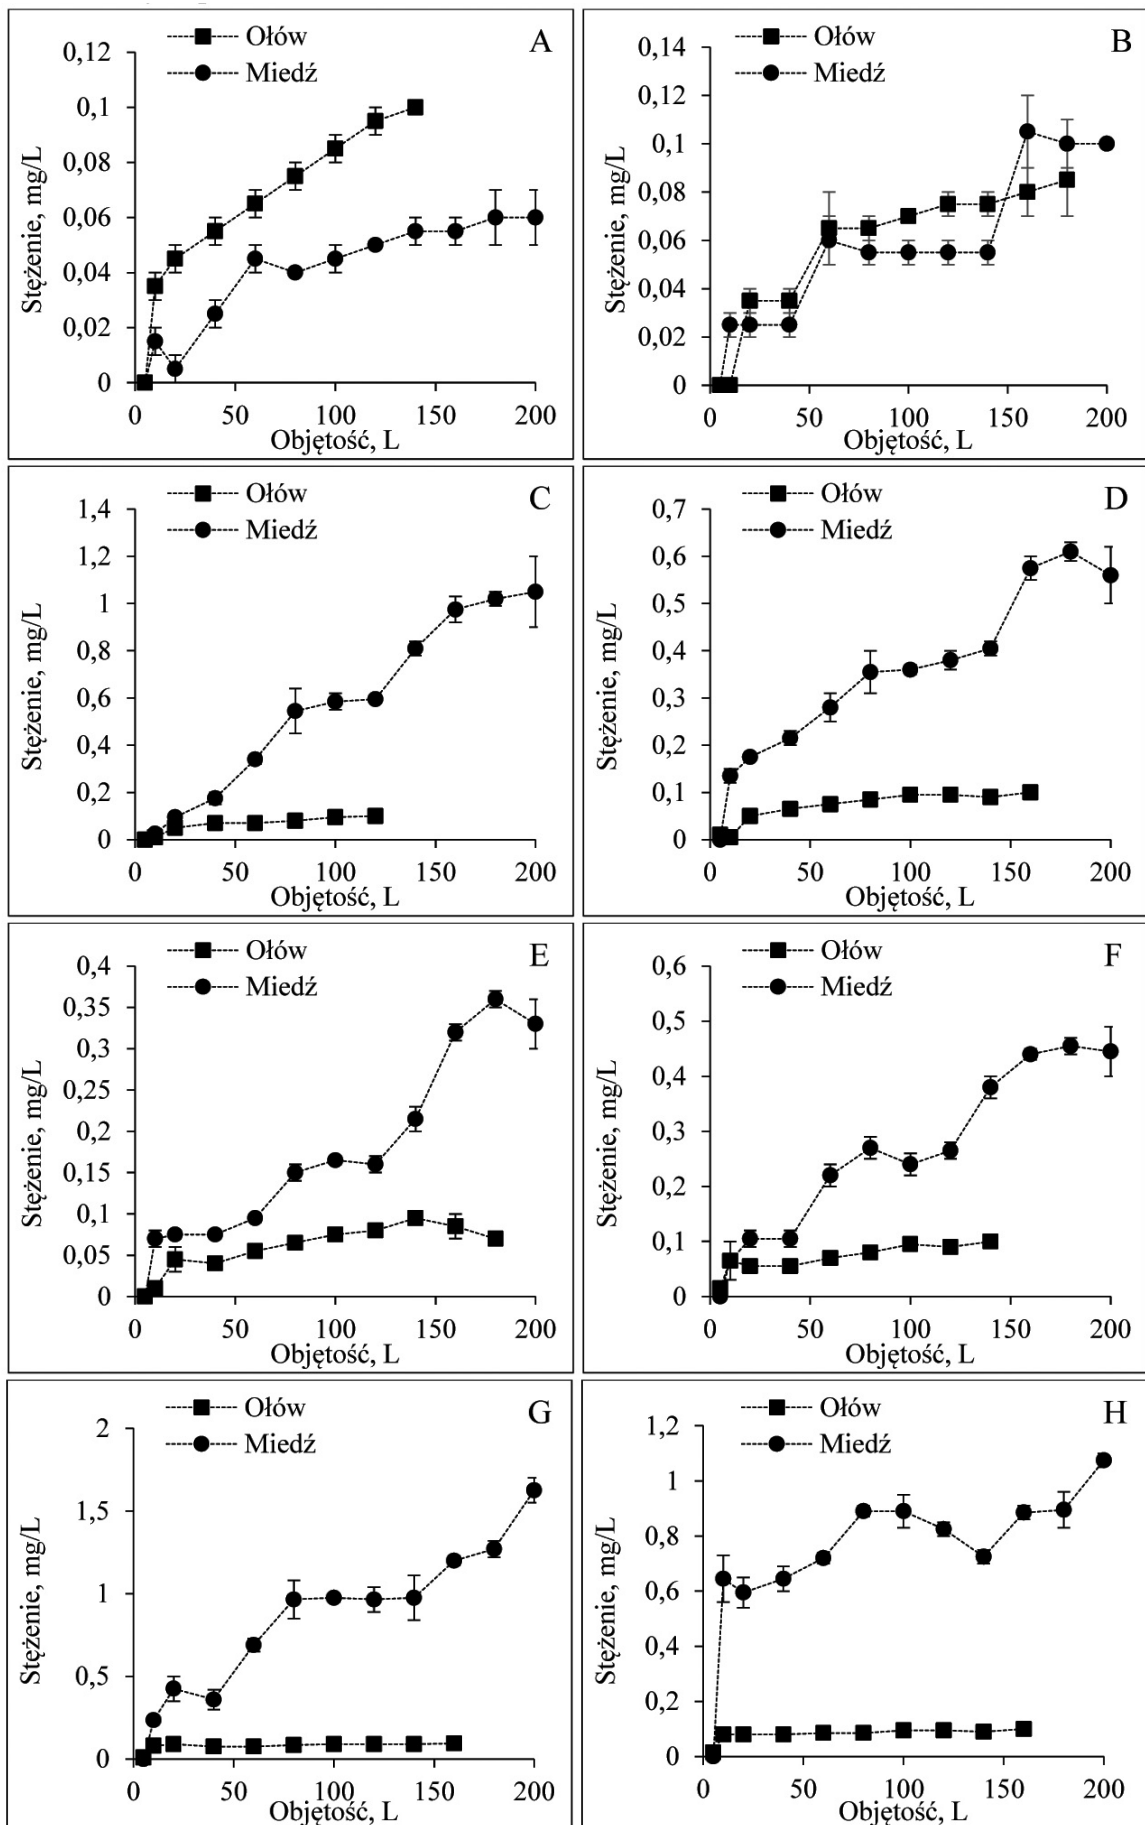 Ołów
Miedź
A
0,12
0,1
0,08
0,06
0,04
0,02
0
Stężenie, mg/L
0 50 100 150 200
Objętość, L
Ołów
Miedź
B
0,14
0,12
0,1
0,08
0,06
0,04
0,02
0
Stężenie, mg/L
0 50 100 150 200
Objętość, L
Ołów
Miedź
C
1,4
1,2
1
0,8
0,6
0,4
0,2
0
Stężenie, mg/L
0 50 100 150 200
Objętość, L
Ołów
Miedź
D
0,7
0,6
0,5
0,4
0,3
0,2
0,1
0
Stężenie, mg/L
0 50 100 150 200
Objętość, L
Ołów
Miedź
E
0,4
0,35
0,3
0,25
0,2
0,15
0,1
0,05
0
Stężenie, mg/L
0 50 100 150 200
Objętość, L
Ołów
Miedź
F
0,6
0,5
0,4
0,3
0,2
0,1
0
Stężenie, mg/L
0 50 100 150 200
Objętość, L
Ołów
Miedź
G
2
1,5
1
0,5
0
Stężenie, mg/L
0 50 100 150 200
Objętość, L
Ołów
Miedź
H
1,2
1
0,8
0,6
0,4
0,2
0
Stężenie, mg/L
0 50 100 150 200
Objętość, L